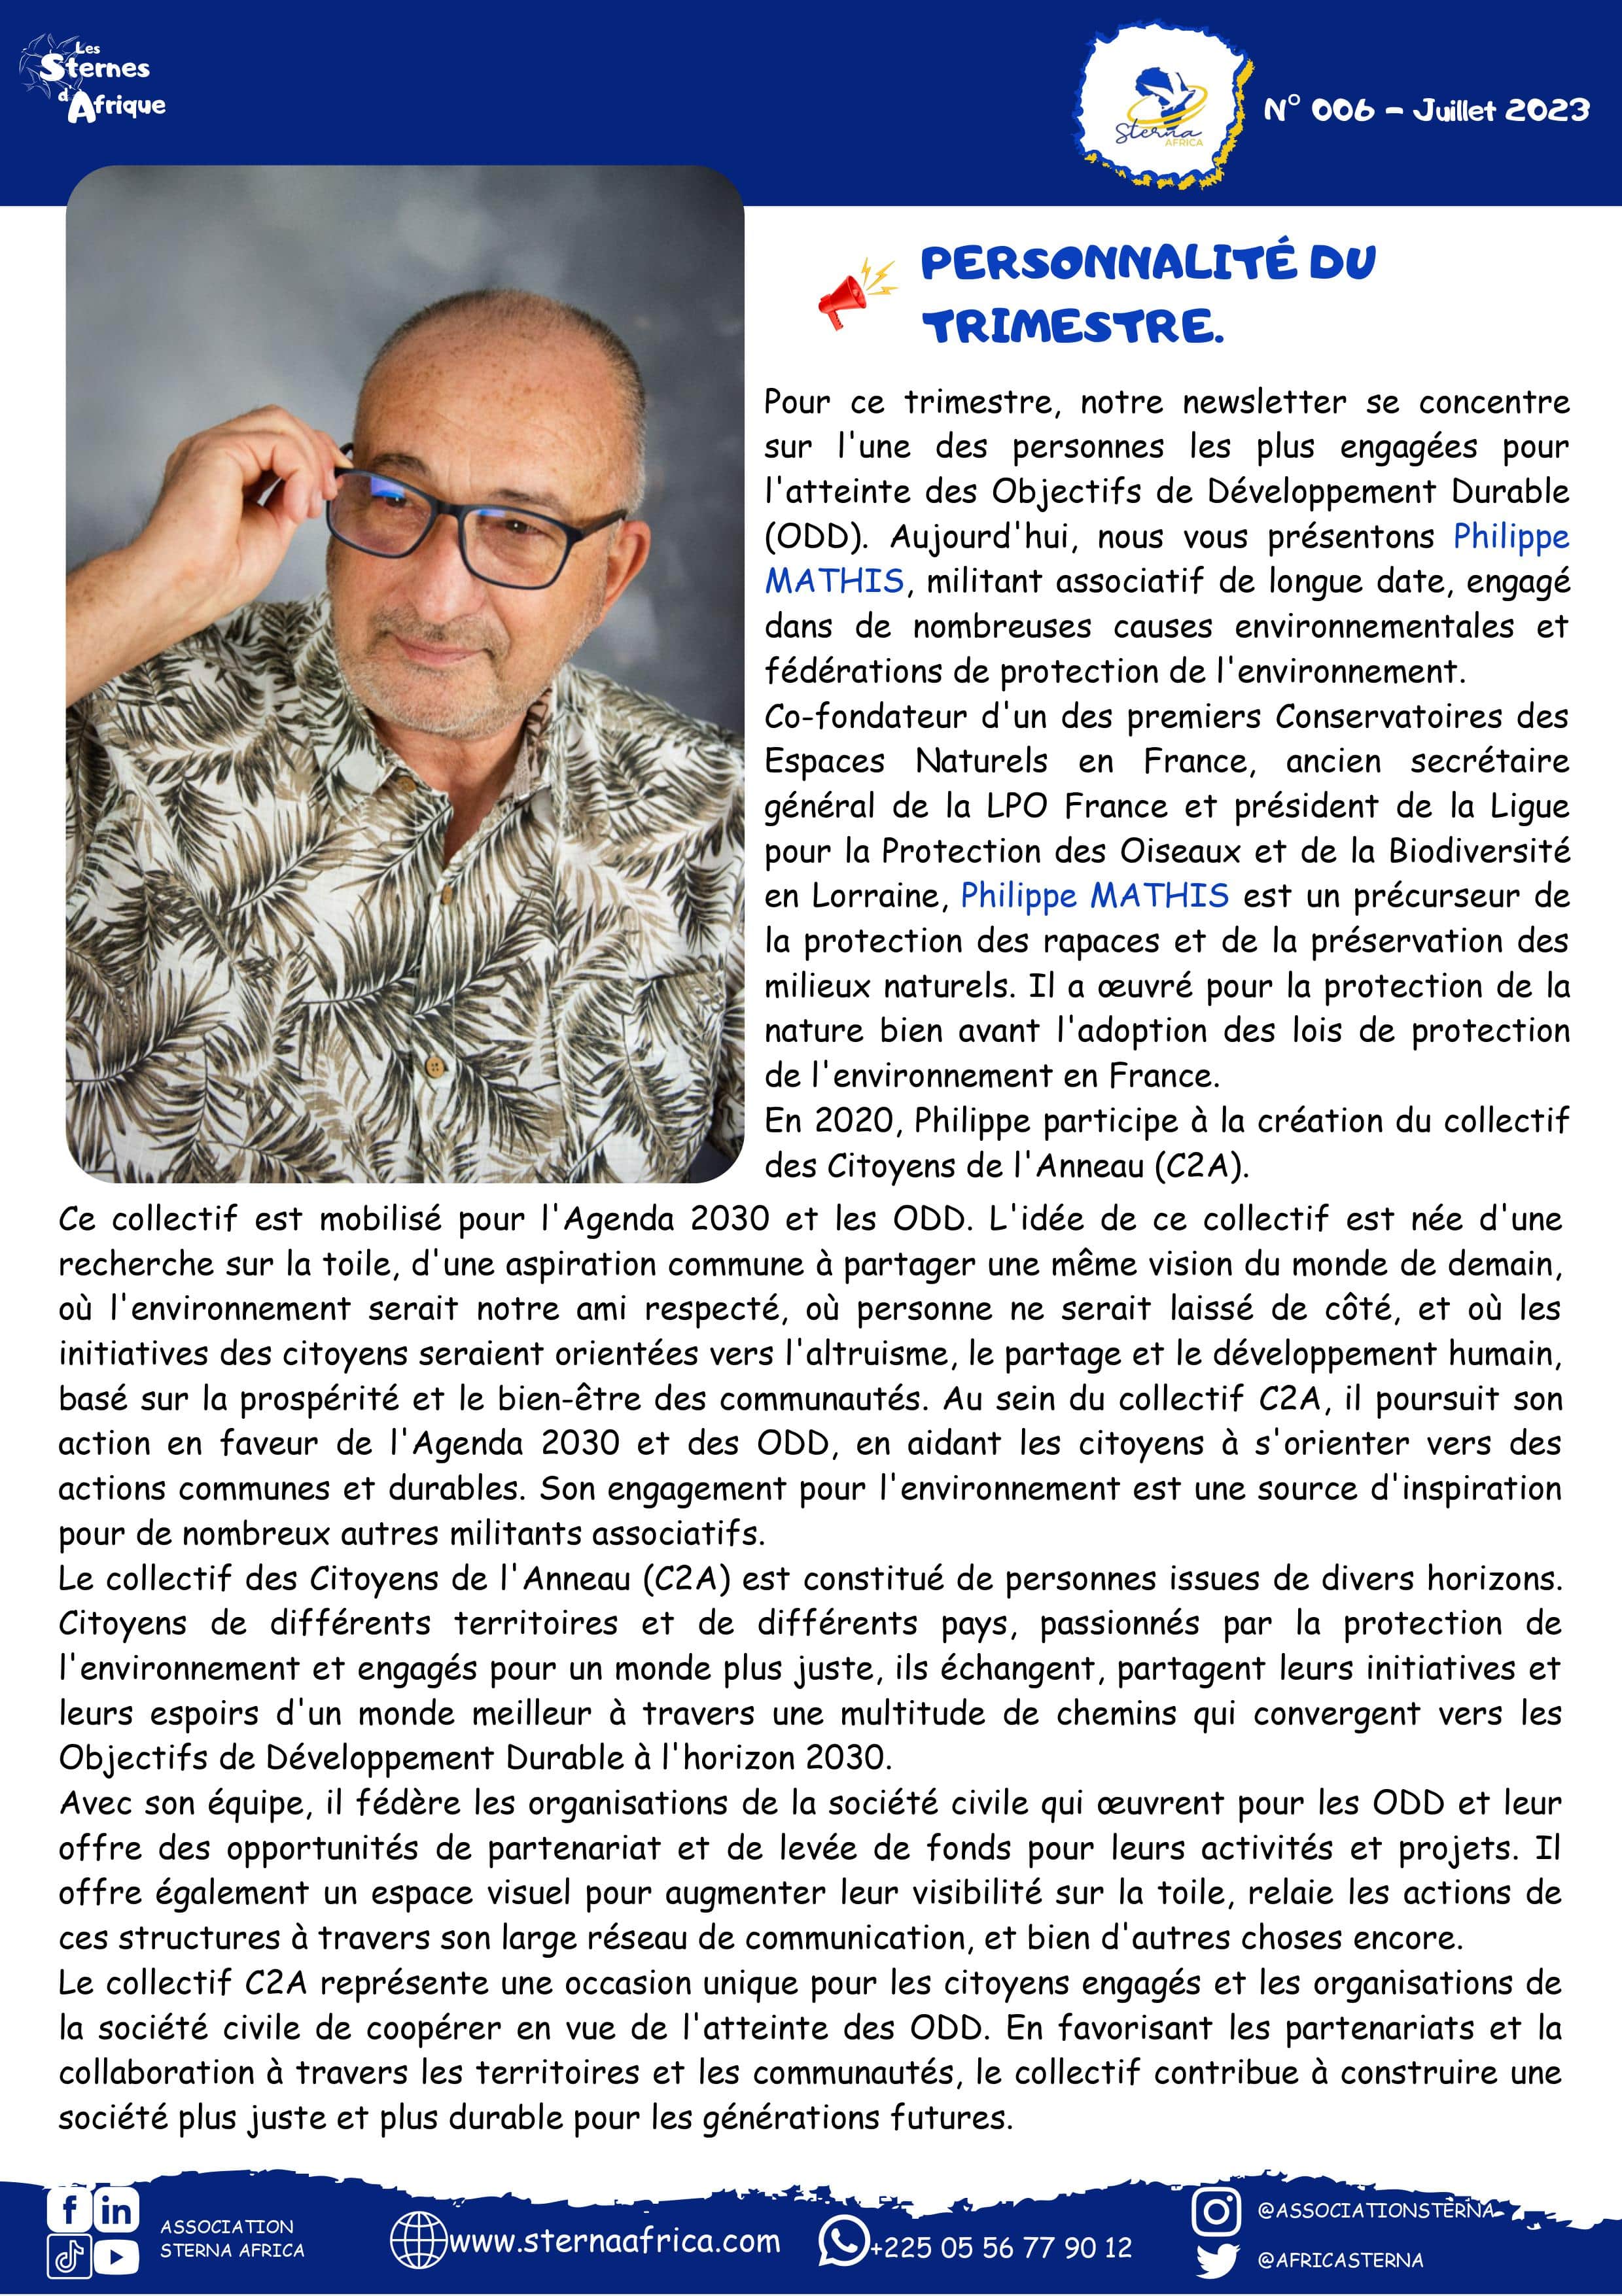 Les
Sternes
d'Afrique
Sterna
AFRICA
N° 006 - Juillet 2023
PERSONNALITÉ DU
TRIMESTRE.
Pour ce trimestre, notre newsletter se concentre
sur l'une des personnes les plus engagées pour
l'atteinte des Objectifs de Développement Durable
(ODD). Aujourd'hui, nous vous présentons Philippe
MATHIS, militant associatif de longue date, engagé
dans de nombreuses causes environnementales et
fédérations de protection de l'environnement.
Co-fondateur d'un des premiers Conservatoires des
Espaces Naturels en France, ancien secrétaire
général de la LPO France et président de la Ligue
pour la Protection des Oiseaux et de la Biodiversité
en Lorraine, Philippe MATHIS est un précurseur de
la protection des rapaces et de la préservation des
milieux naturels. Il a œuvré pour la protection de la
nature bien avant l'adoption des lois de protection
de l'environnement en France.
En 2020, Philippe participe à la création du collectif
des Citoyens de l'Anneau (C2A).
Ce collectif est mobilisé pour l'Agenda 2030 et les ODD. L'idée de ce collectif est née d'une
recherche sur la toile, d'une aspiration commune à partager une même vision du monde de demain,
où l'environnement serait notre ami respecté, où personne ne serait laissé de côté, et où les
initiatives des citoyens seraient orientées vers l'altruisme, le partage et le développement humain,
basé sur la prospérité et le bien-être des communautés. Au sein du collectif C2A, il poursuit son
action en faveur de l'Agenda 2030 et des ODD, en aidant les citoyens à s'orienter vers des
actions communes et durables. Son engagement pour l'environnement est une source d'inspiration
pour de nombreux autres militants associatifs.
Le collectif des Citoyens de l'Anneau (C2A) est constitué de personnes issues de divers horizons.
Citoyens de différents territoires et de différents pays, passionnés par la protection de
l'environnement et engagés pour un monde plus juste, ils échangent, partagent leurs initiatives et
leurs espoirs d'un monde meilleur à travers une multitude de chemins qui convergent vers les
Objectifs de Développement Durable à l'horizon 2030.
Avec son équipe, il fédère les organisations de la société civile qui œuvrent pour les ODD et leur
offre des opportunités de partenariat et de levée de fonds pour leurs activités et projets. Il
offre également un espace visuel pour augmenter leur visibilité sur la toile, relaie les actions de
ces structures à travers son large réseau de communication, et bien d'autres choses encore.
Le collectif C2A représente une occasion unique pour les citoyens engagés et les organisations de
la société civile de coopérer en vue de l'atteinte des ODD. En favorisant les partenariats et la
collaboration à travers les territoires et les communautés, le collectif contribue à construire une
société plus juste et plus durable pour les générations futures.
ASSOCIATION
STERNA AFRICA
www.sternaafrica.com
+225 05 56 77 90 12
@ASSOCIATIONSTERNA
@AFRICASTERNA